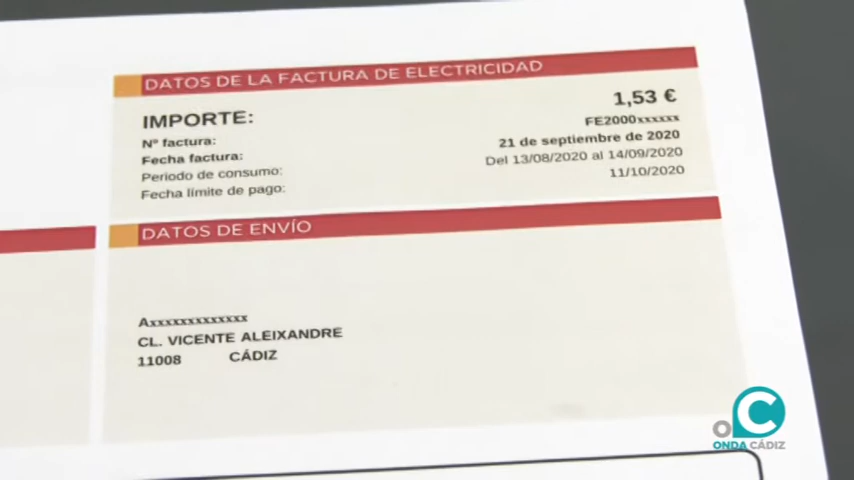 DATOS DE LA FACTURA DE ELECTRICIDAD
IMPORTE: 1,53 €
Nº factura: FE2000xxxxxx
Fecha factura: 21 de septiembre de 2020
Periodo de consumo: Del 13/08/2020 al 14/09/2020
Fecha límite de pago: 11/10/2020
DATOS DE ENVÍO
Axxxxxxxxxxxxx
CL. VICENTE ALEIXANDRE
11008 CÁDIZ
OC
ONDA CÁDIZ